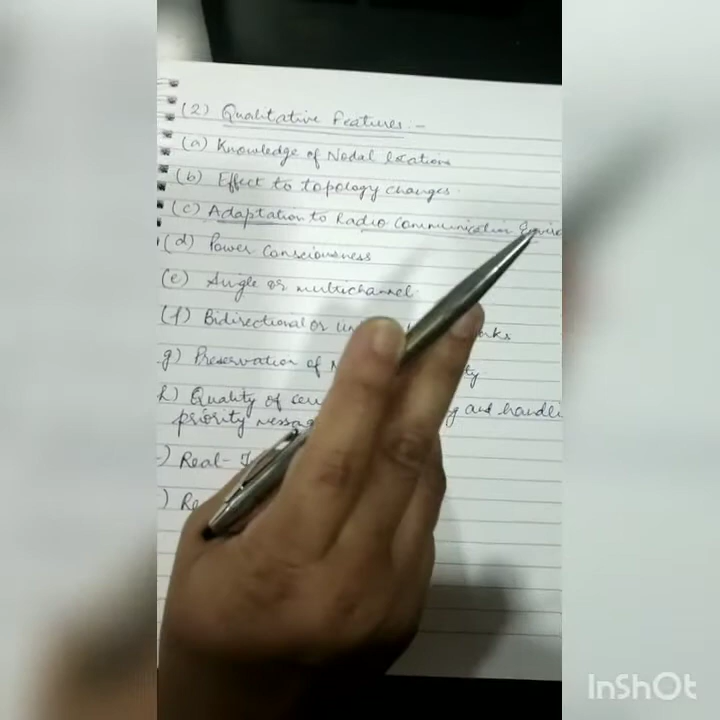 (2) Qualitative Features.-
(a) Knowledge of Nodal locations
(b) Effect to topology changes.
(c) Adaptation to Radio Communication
(d) Power Consciousness
(e) Single or multichannel.
(f) Bidirectional or
g) Preservation of
h) Quality of and
priority
) Real-
)
InShOt